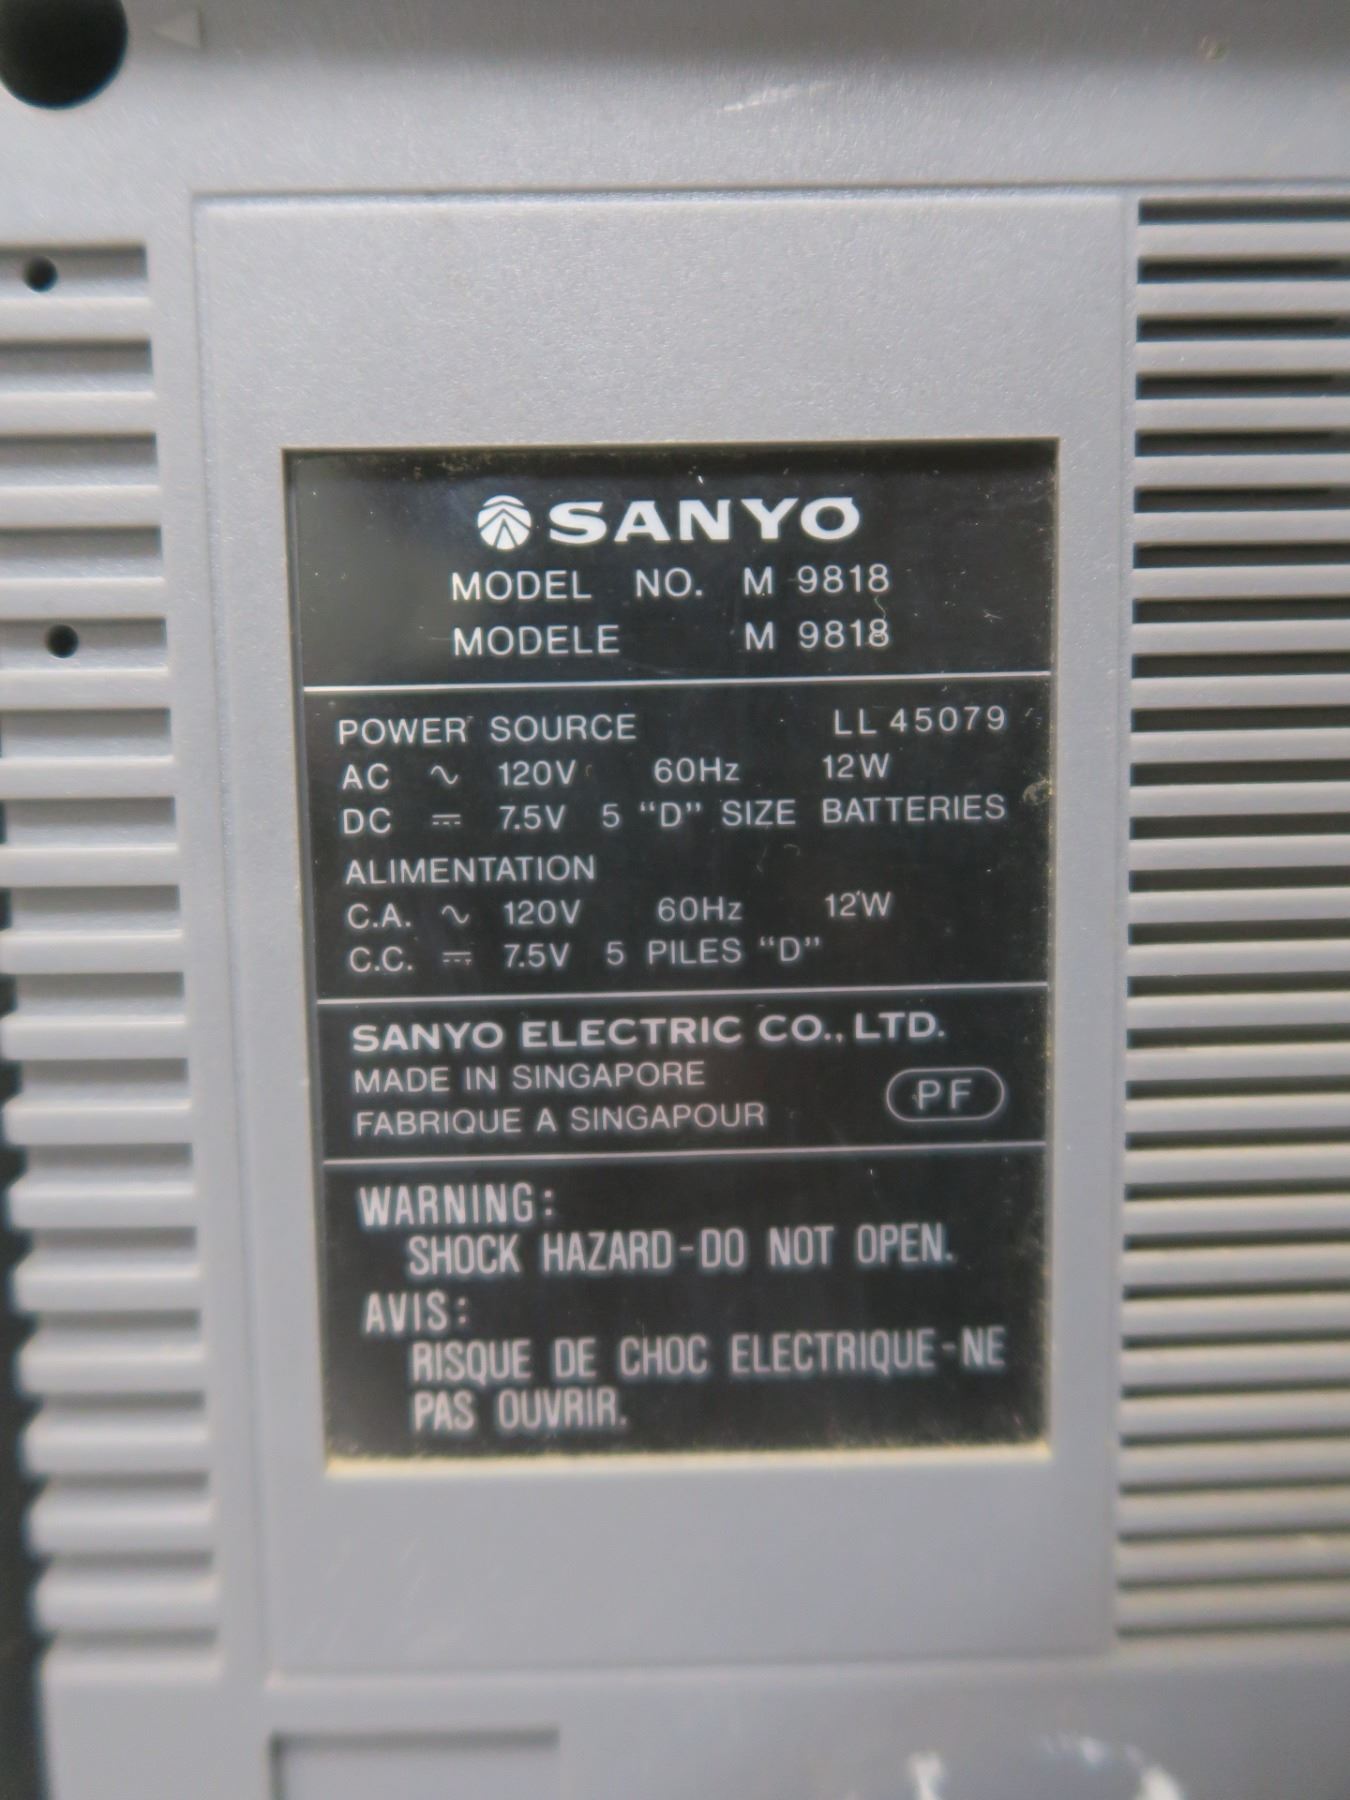 SANYO
MODEL NO. M 9818
MODELE M 9818
POWER SOURCE LL 45079
AC ∿ 120V 60Hz 12W
DC ⎓ 7.5V 5 “D” SIZE BATTERIES
ALIMENTATION
C.A. ∿ 120V 60Hz 12W
C.C. ⎓ 7.5V 5 PILES “D”
SANYO ELECTRIC CO., LTD.
MADE IN SINGAPORE
FABRIQUE A SINGAPOUR
PF
WARNING:
SHOCK HAZARD-DO NOT OPEN.
AVIS:
RISQUE DE CHOC ELECTRIQUE-NE
PAS OUVRIR.